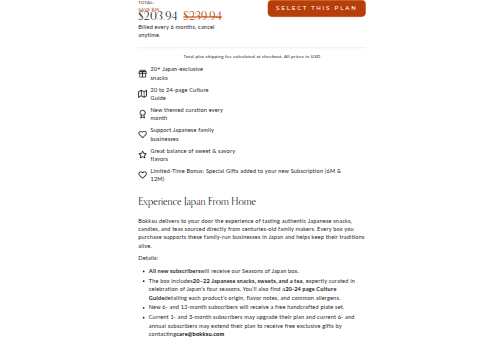 TOTAL:
SAVE $36
$203.94 $239.94
SELECT THIS PLAN
Billed every 6 months, cancel
anytime.
Total plus shipping fee calculated at checkout. All prices in USD
20+ Japan-exclusive
snacks
20 to 24-page Culture
Guide
New themed curation every
month
Support Japanese family
businesses
Great balance of sweet & savory
flavors
Limited-Time Bonus: Special Gifts added to your new Subscription (6M &
12M)
Experience Japan From Home
Bokksu delivers to your door the experience of tasting authentic Japanese snacks,
candies, and teas sourced directly from centuries-old family makers. Every box you
purchase supports these family-run businesses in Japan and helps keep their traditions
alive.
Details:
• All new subscriberswill receive our Seasons of Japan box.
• The box includes20-22 Japanese snacks, sweets, and a tea, expertly curated in
celebration of Japan's four seasons. You'll also find a20-24 page Culture
Guidedetailing each product's origin, flavor notes, and common allergens.
• New 6- and 12-month subscribers will receive a free handcrafted plate set.
• Current 1- and 3-month subscribers may upgrade their plan and current 6- and
annual subscribers may extend their plan to receive free exclusive gifts by
contactingcare@bokksu.com